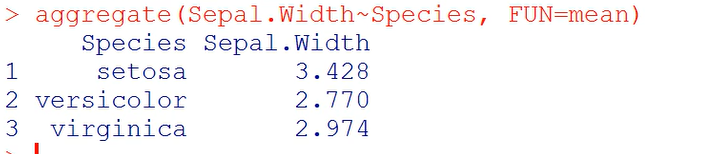 > aggregate(Sepal.Width~Species, FUN=mean)
     Species Sepal.Width
1     setosa       3.428
2 versicolor       2.770
3  virginica       2.974
>